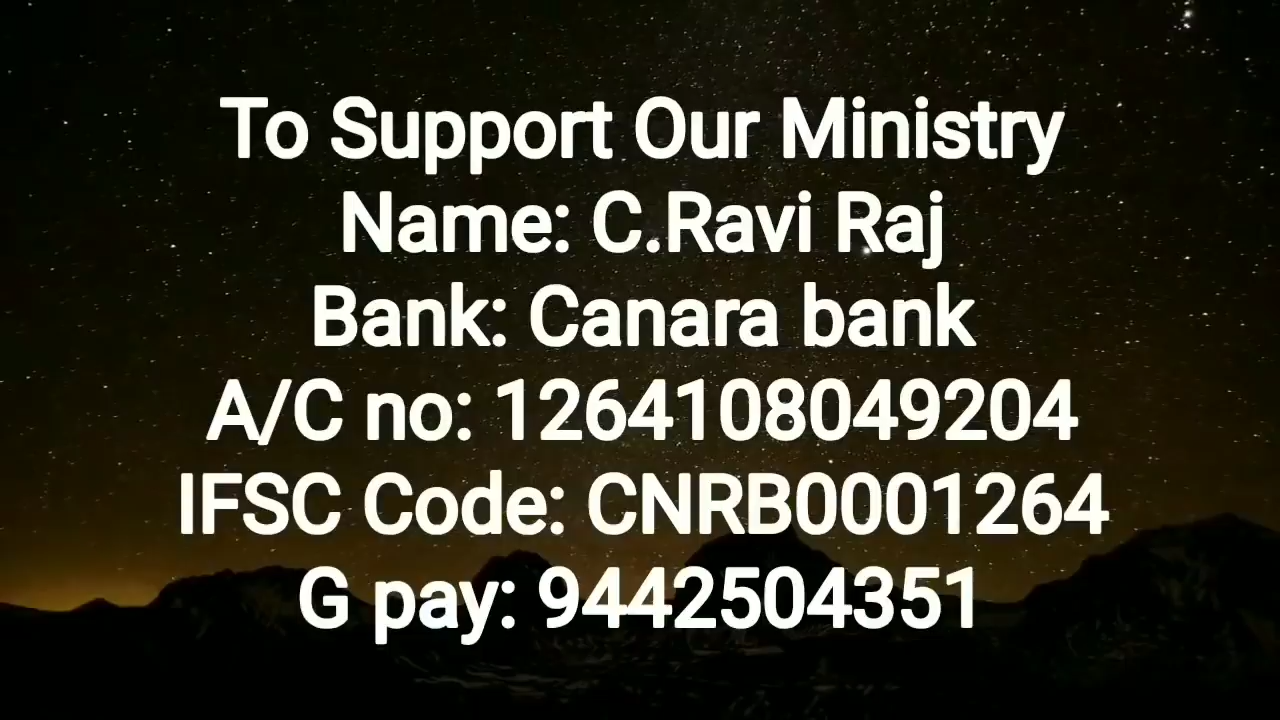 To Support Our Ministry
Name: C.Ravi Raj
Bank: Canara bank
A/C no: 1264108049204
IFSC Code: CNRB0001264
G pay: 9442504351